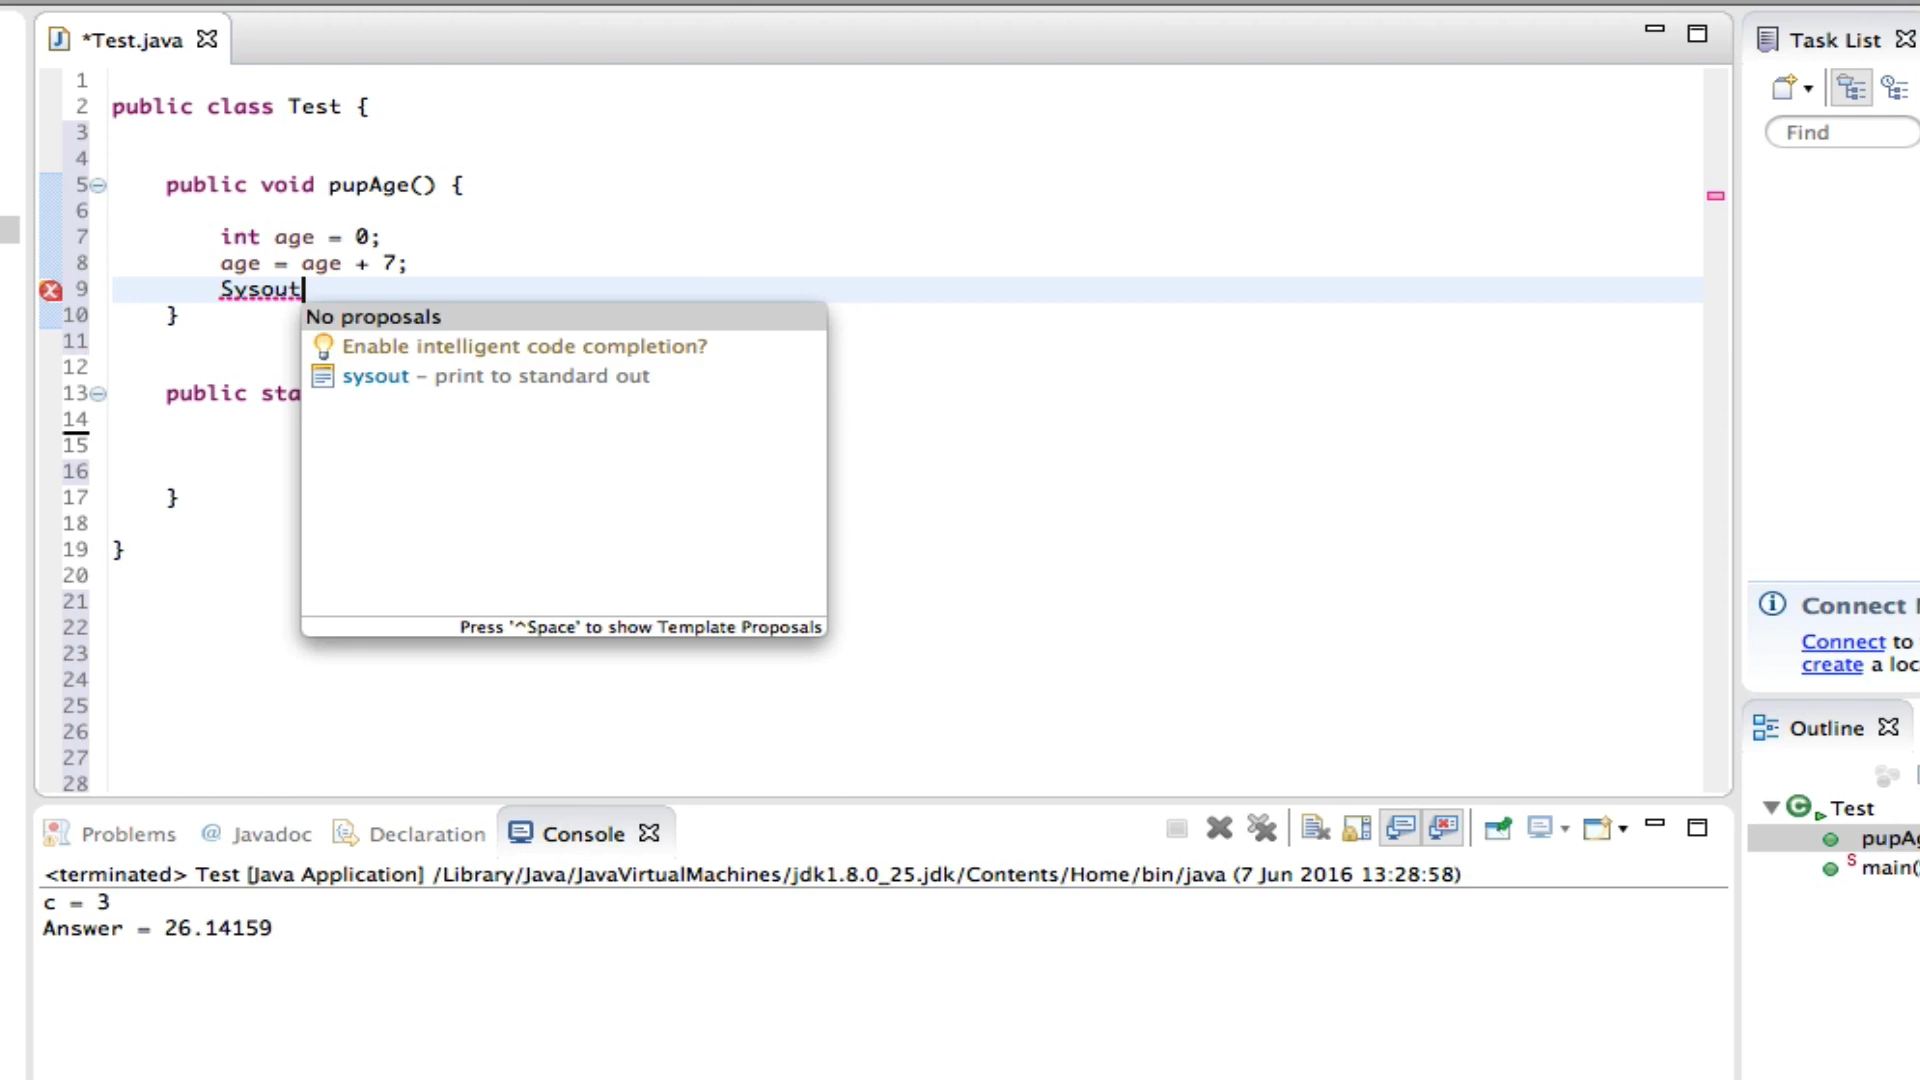 *Test.java
Task List
Find
1
2 public class Test {
3
4
5 public void pupAge() {
6
7 int age = 0;
8 age = age + 7;
9 Sysout
10 }
11
12
13 public sta
14
15
16
17 }
18
19 }
20
21
22
23
24
25
26
27
28
No proposals
Enable intelligent code completion?
sysout - print to standard out
Press '^Space' to show Template Proposals
Connect
Connect to
create a loc
Outline
Test
pupAg
main(
Problems @ Javadoc Declaration Console
<terminated> Test [Java Application] /Library/Java/JavaVirtualMachines/jdk1.8.0_25.jdk/Contents/Home/bin/java (7 Jun 2016 13:28:58)
c = 3
Answer = 26.14159